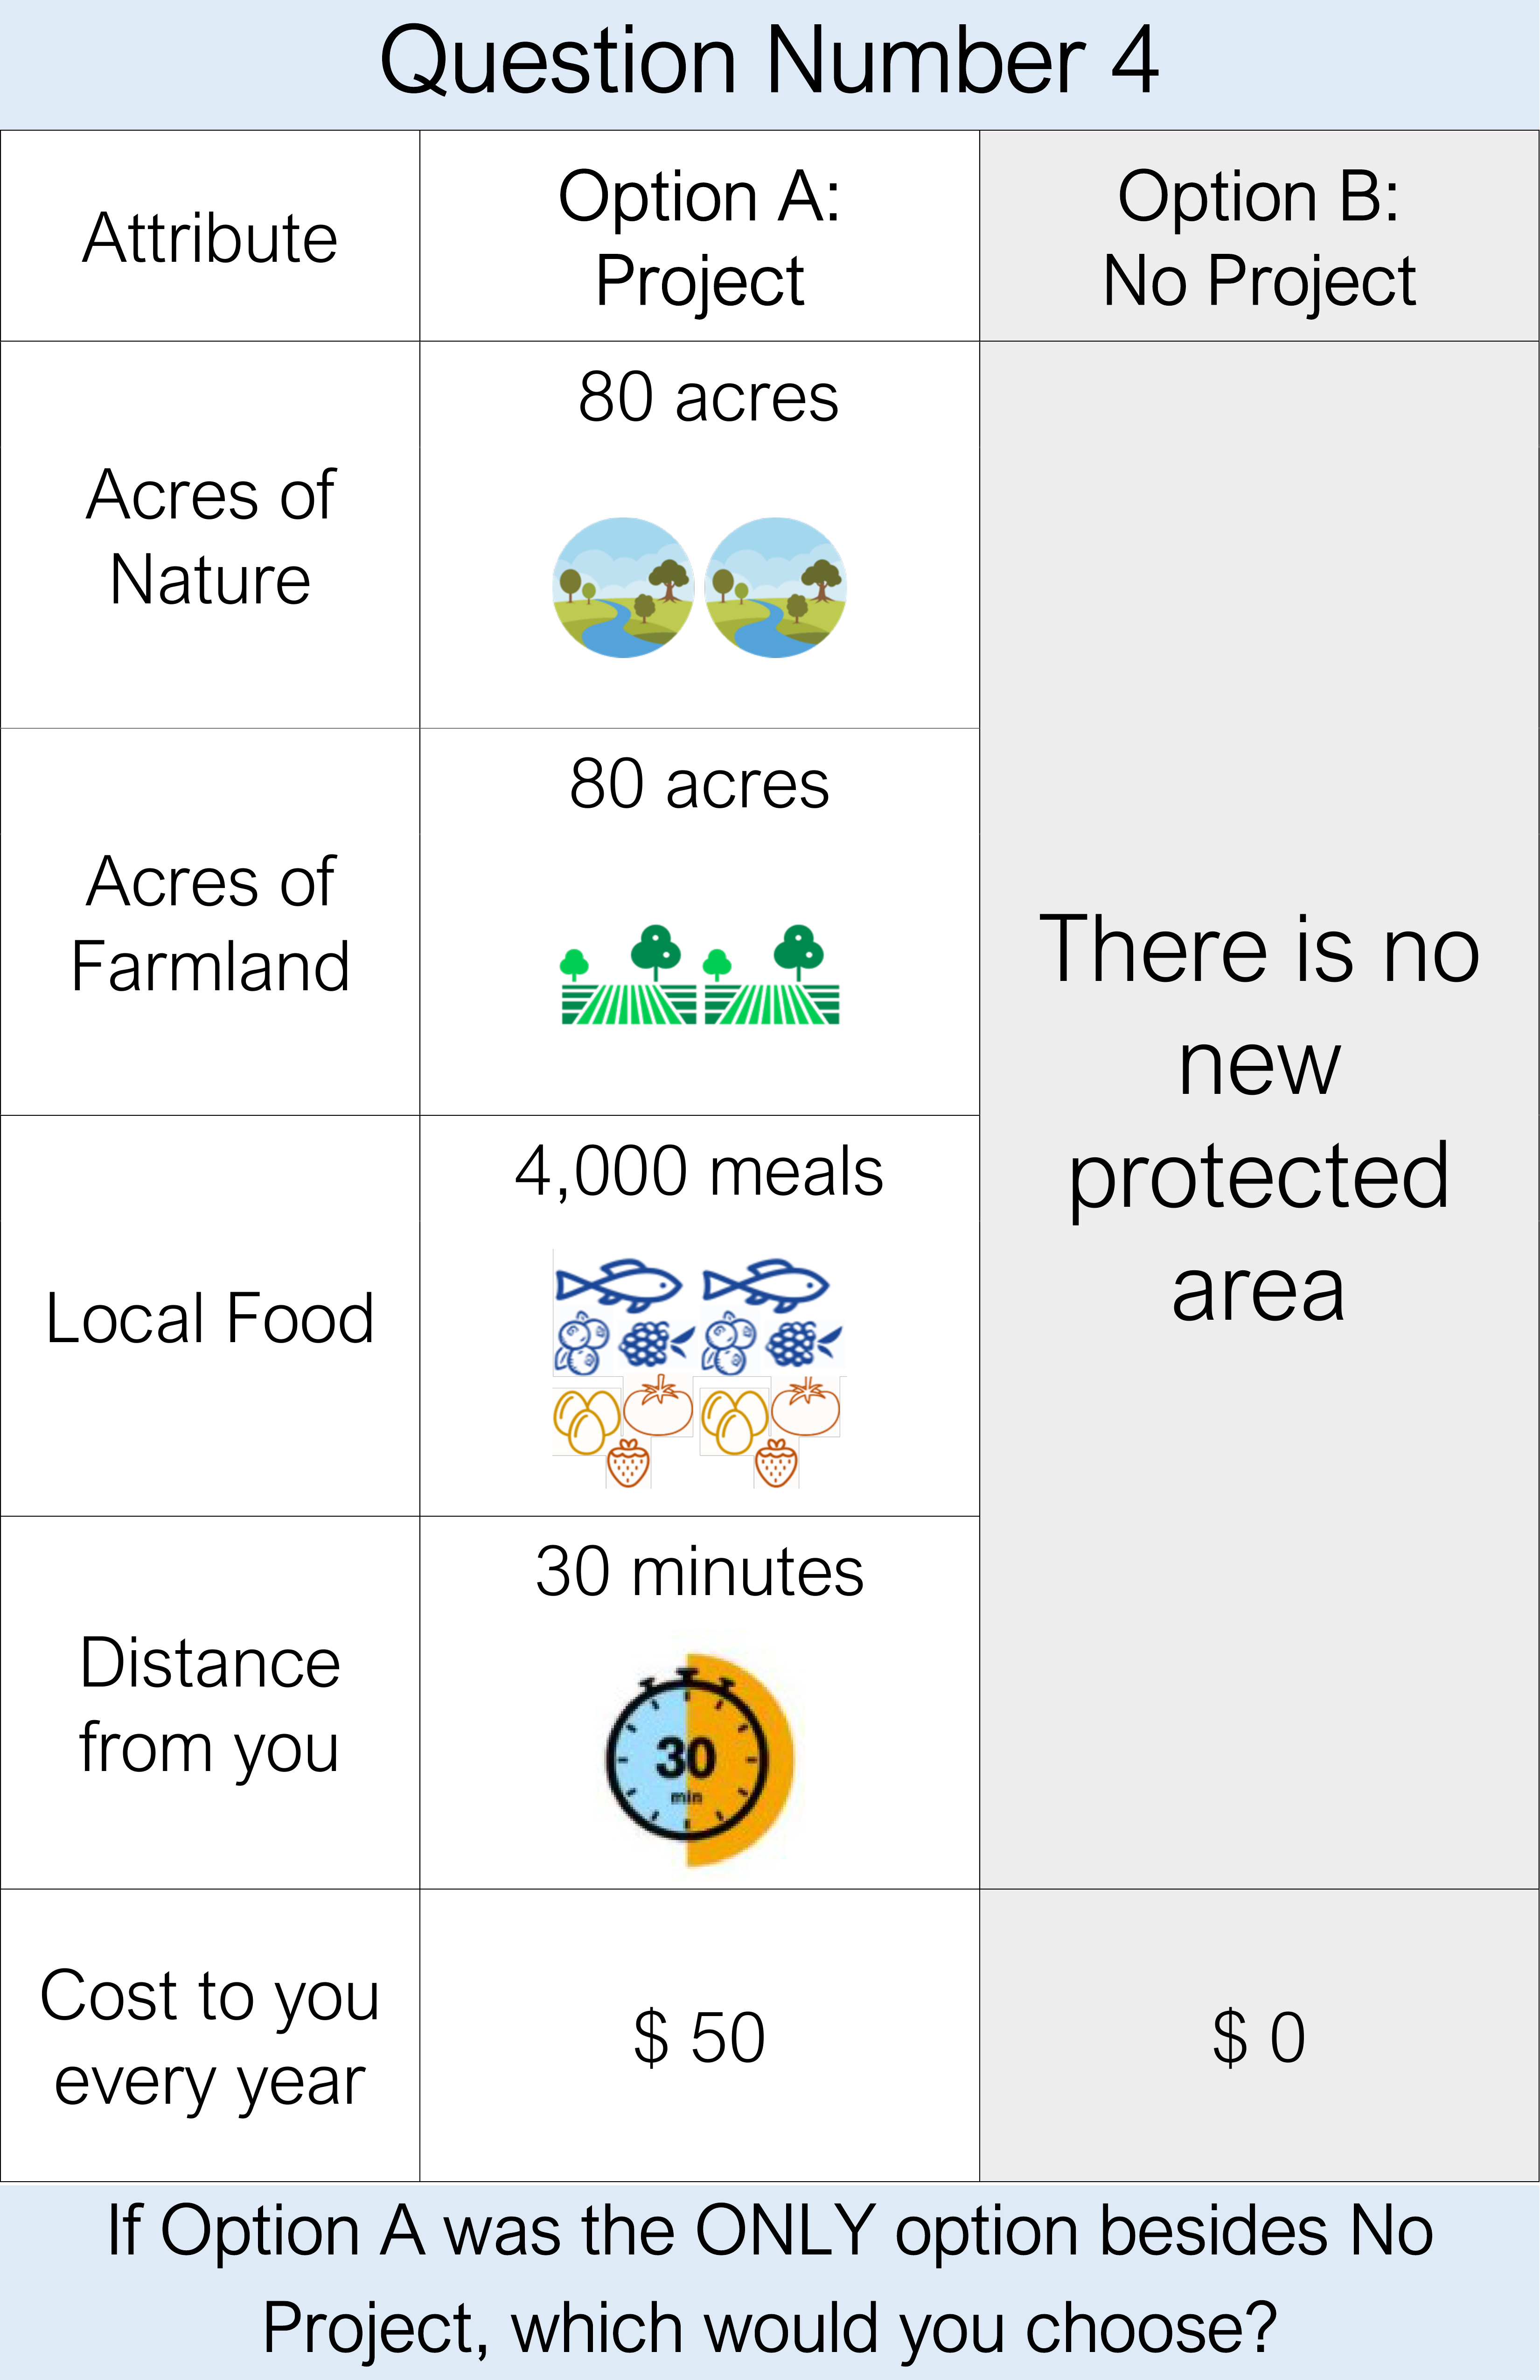 Question Number 4
Attribute
Option A:
Project
Option B:
No Project
Acres of
Nature
80 acres
Acres of
Farmland
80 acres
There is no
new
protected
area
Local Food
4,000 meals
Distance
from you
30 minutes
30
min
Cost to you
every year
$ 50
$ 0
If Option A was the ONLY option besides No
Project, which would you choose?